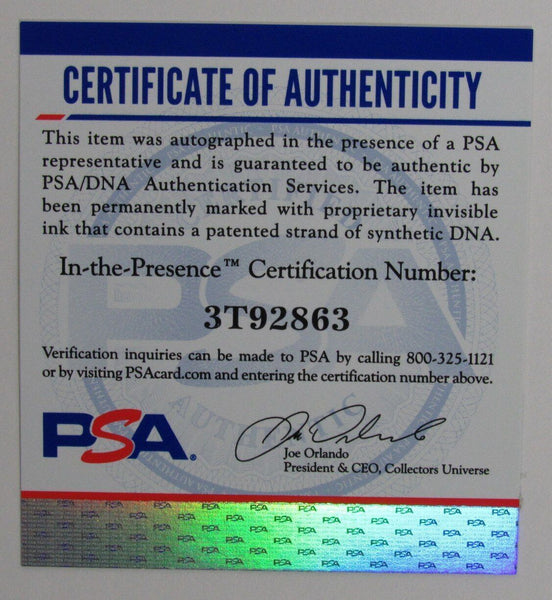 CERTIFICATE OF AUTHENTICITY
This item was autographed in the presence of a PSA
representative and is guaranteed to be authentic by
PSA/DNA Authentication Services. The item has
been permanently marked with proprietary invisible
ink that contains a patented strand of synthetic DNA.
In-the-Presence™ Certification Number:
3T92863
Verification inquiries can be made to PSA by calling 800-325-1121
or by visiting PSAcard.com and entering the certification number above.
PSA®
Joe Orlando
President & CEO, Collectors Universe